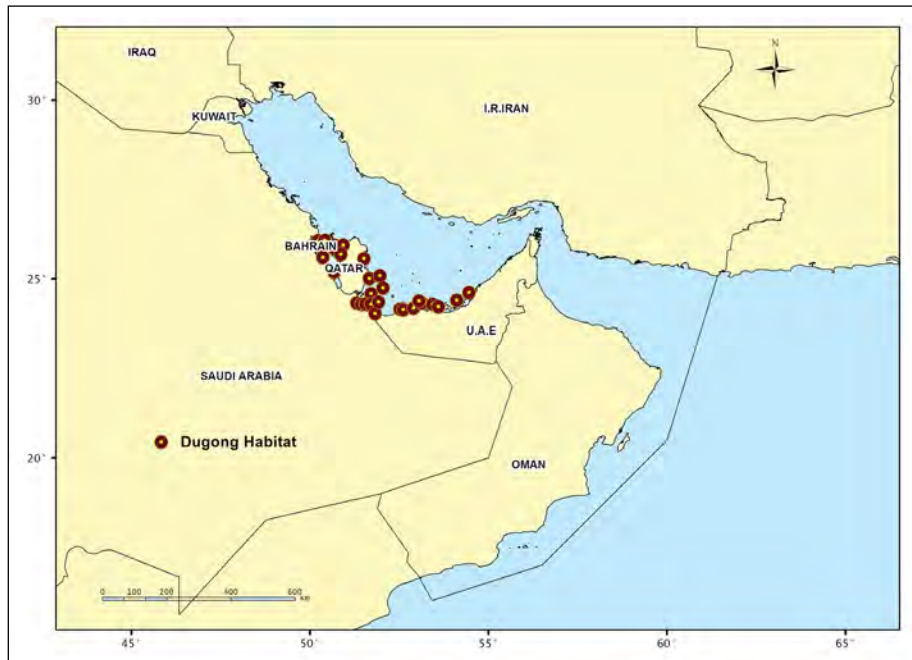 N
IRAQ
I.R.IRAN
30°
KUWAIT
BAHRAIN
QATAR
25°
U.A.E
SAUDI ARABIA
Dugong Habitat
20°
OMAN
0 100 200 400 600
KM
45° 50° 55° 60° 65°